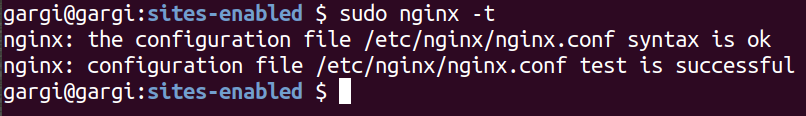 gargi@gargi:sites-enabled $ sudo nginx -t
nginx: the configuration file /etc/nginx/nginx.conf syntax is ok
nginx: configuration file /etc/nginx/nginx.conf test is successful
gargi@gargi:sites-enabled $